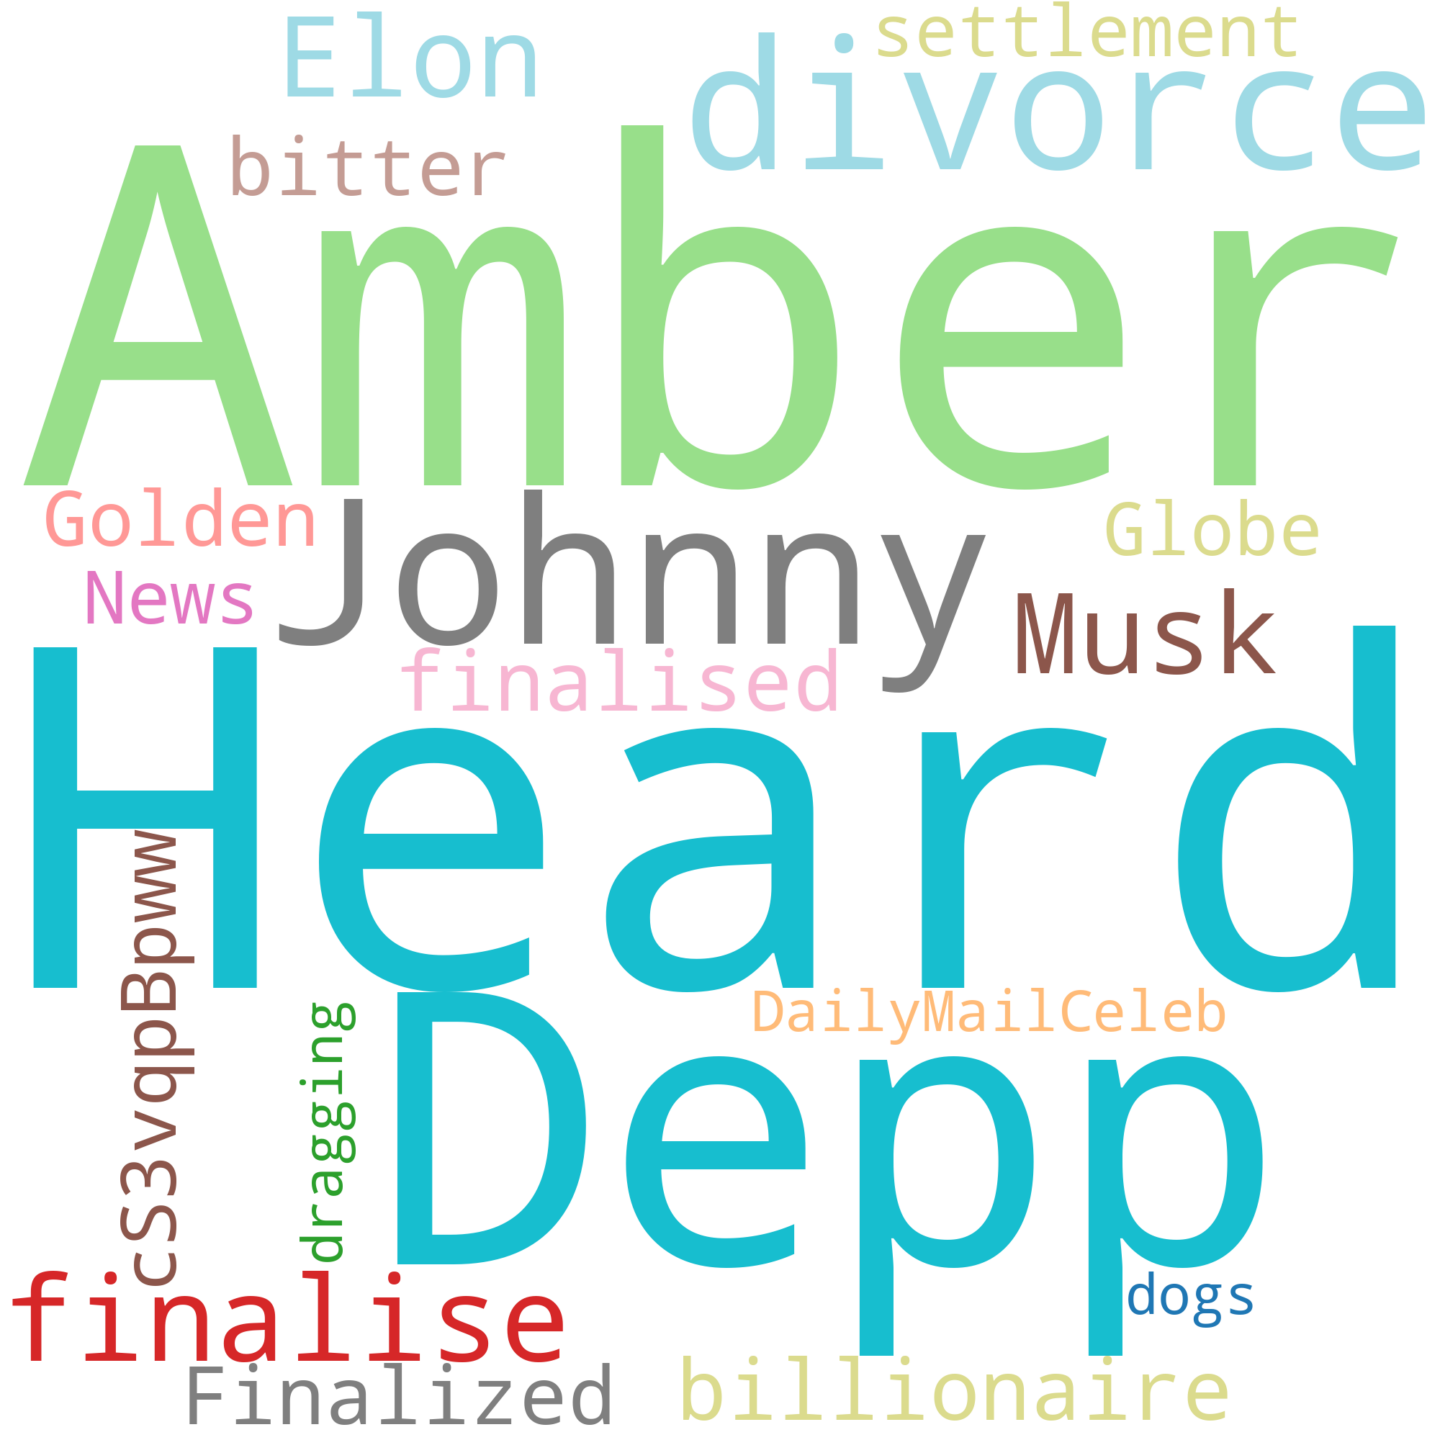 settlement
Elon
divorce
bitter
Amber
Golden
Johnny
Globe
News
Musk
finalised
Heard
cS3vqpBpww
Depp
DailyMailCeleb
dragging
finalise
dogs
Finalized
billionaire